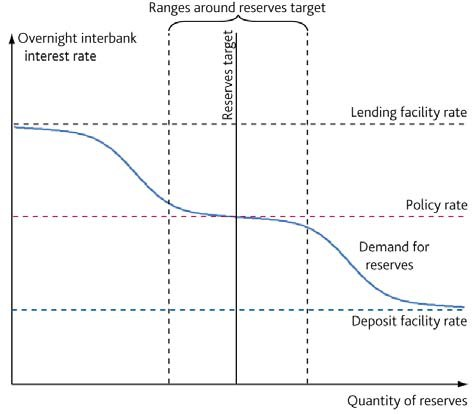 Ranges around reserves target
Overnight interbank
interest rate
Reserves target
Lending facility rate
Policy rate
Demand for
reserves
Deposit facility rate
Quantity of reserves